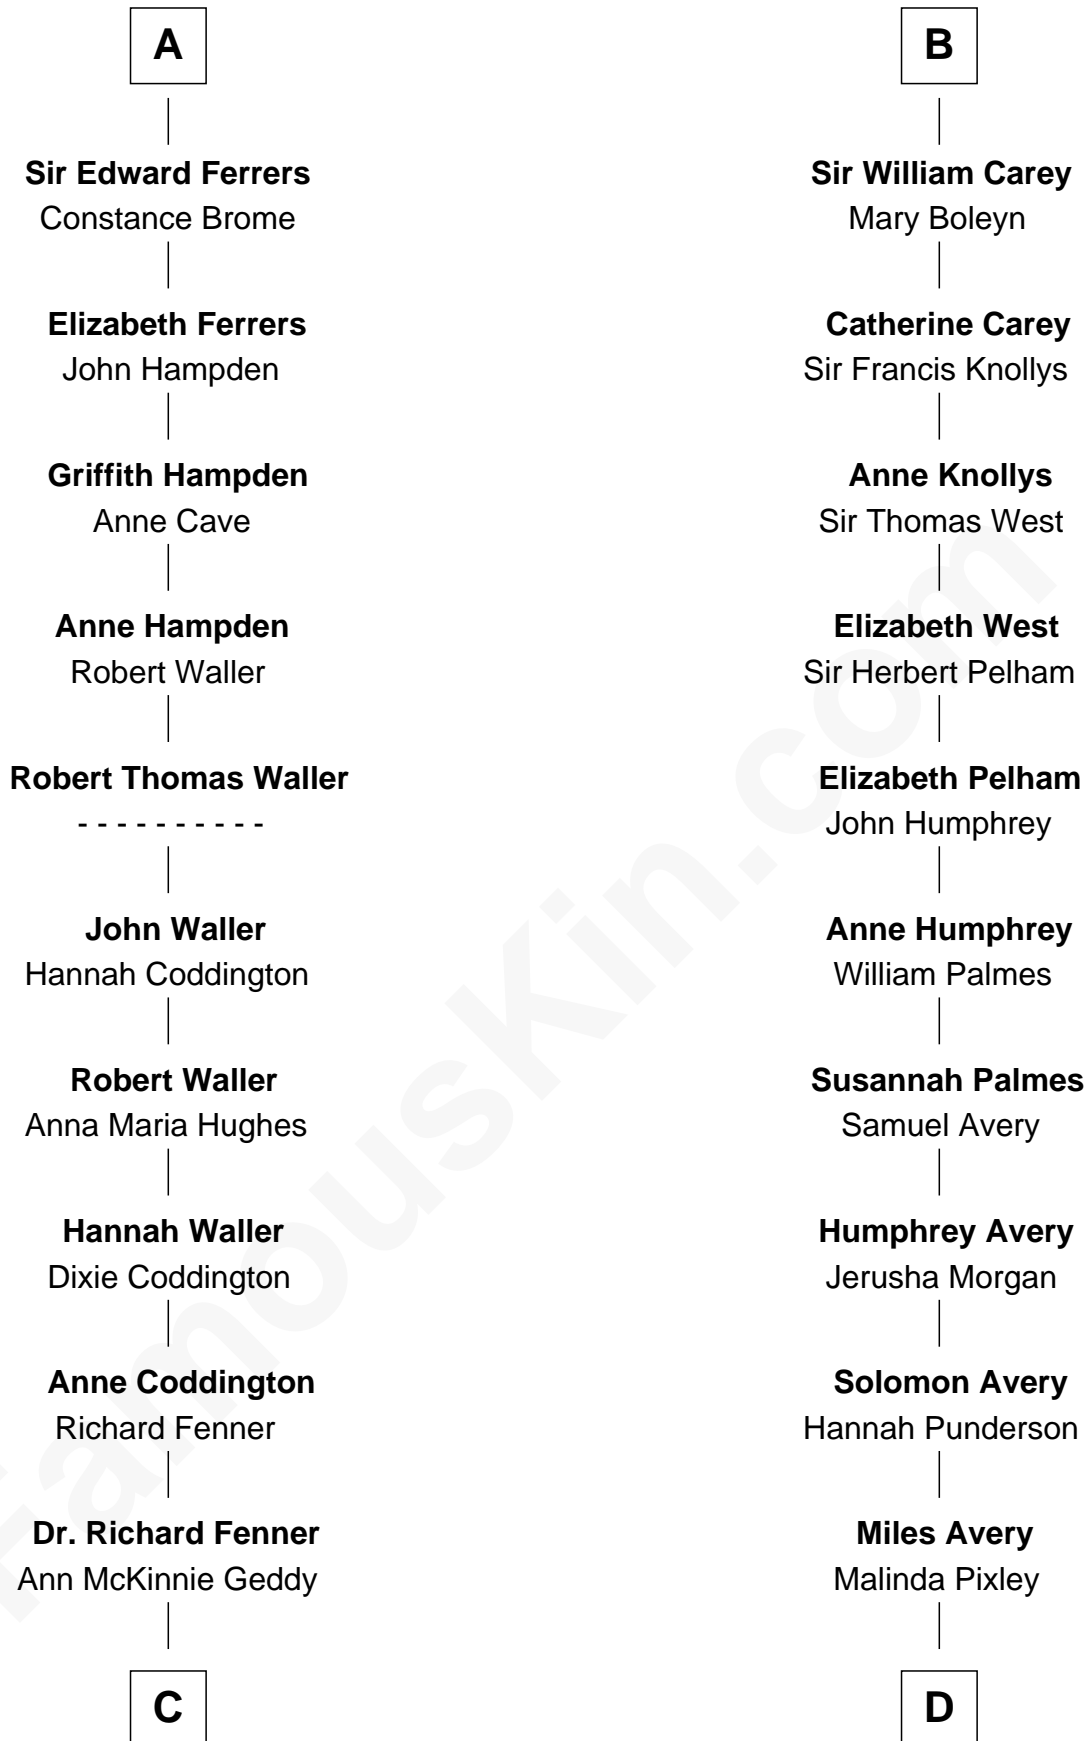 A
Sir Edward Ferrers
Constance Brome
Elizabeth Ferrers
John Hampden
Griffith Hampden
Anne Cave
Anne Hampden
Robert Waller
Robert Thomas Waller
- - - - - - - - - -
John Waller
Hannah Coddington
Robert Waller
Anna Maria Hughes
Hannah Waller
Dixie Coddington
Anne Coddington
Richard Fenner
Dr. Richard Fenner
Ann McKinnie Geddy
C
B
Sir William Carey
Mary Boleyn
Catherine Carey
Sir Francis Knollys
Anne Knollys
Sir Thomas West
Elizabeth West
Sir Herbert Pelham
Elizabeth Pelham
John Humphrey
Anne Humphrey
William Palmes
Susannah Palmes
Samuel Avery
Humphrey Avery
Jerusha Morgan
Solomon Avery
Hannah Punderson
Miles Avery
Malinda Pixley
D
FamousKin.com